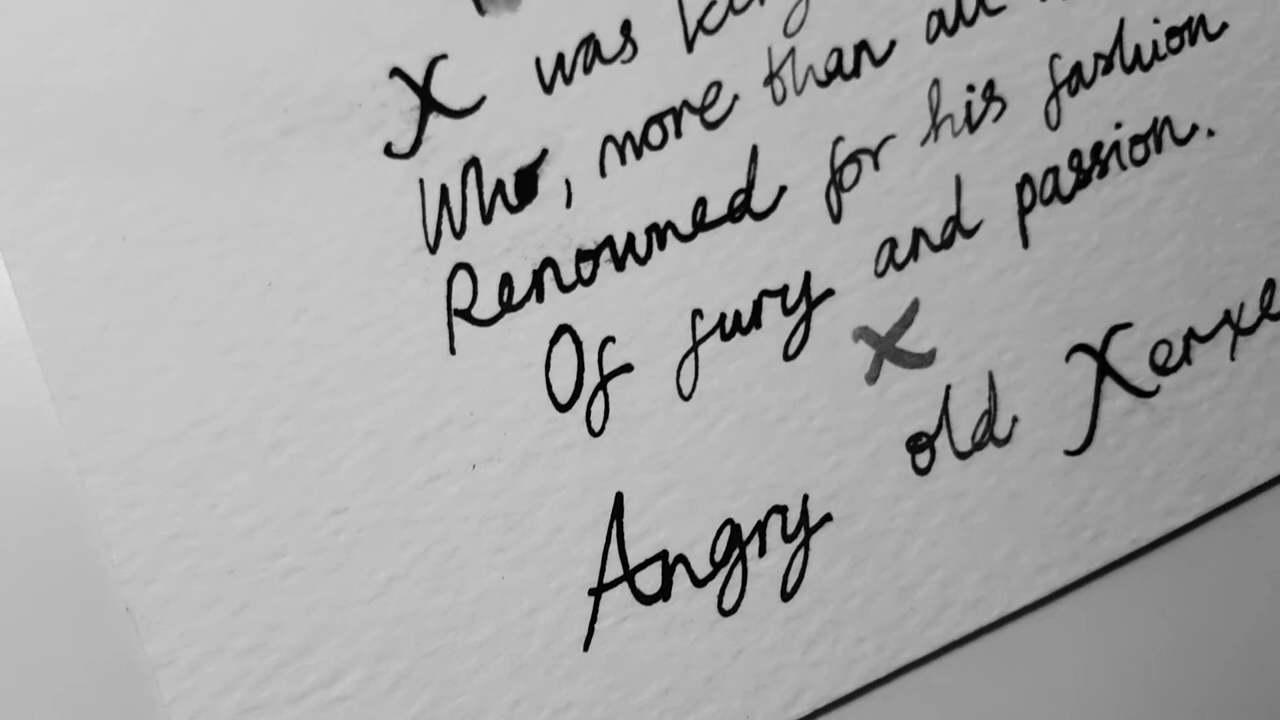 X was
Who, more than all
Renowned for his fashion
Of fury and passion.
X
Angry old Xerxe